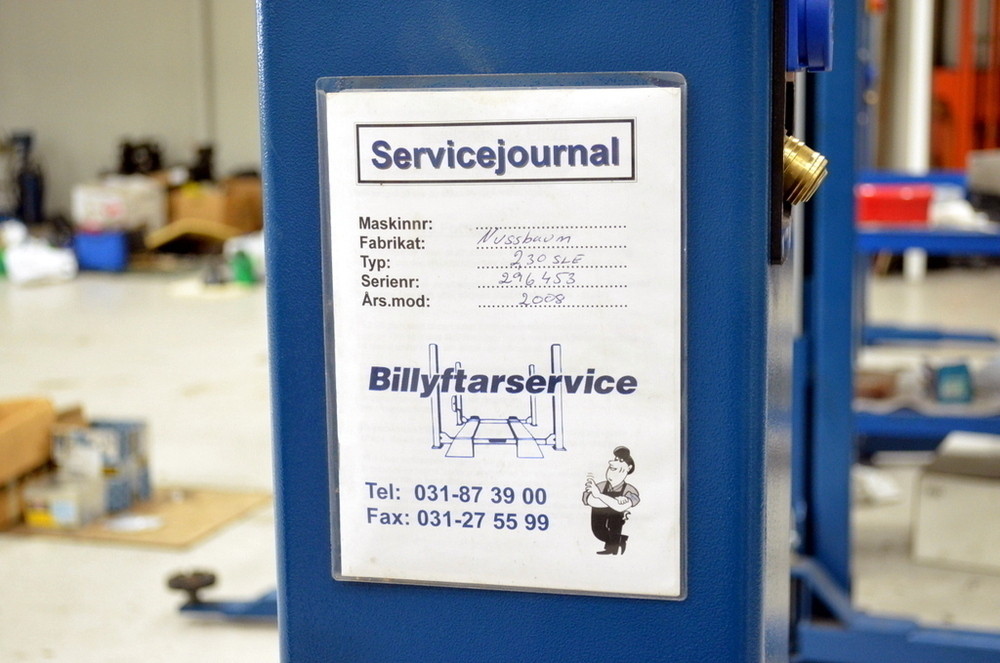 Servicejournal
Maskinnr:
Fabrikat: Nussbaum
Typ: 230 SLE
Serienr: 296453
Års.mod: 2008
Billyftarservice
Tel: 031-87 39 00
Fax: 031-27 55 99